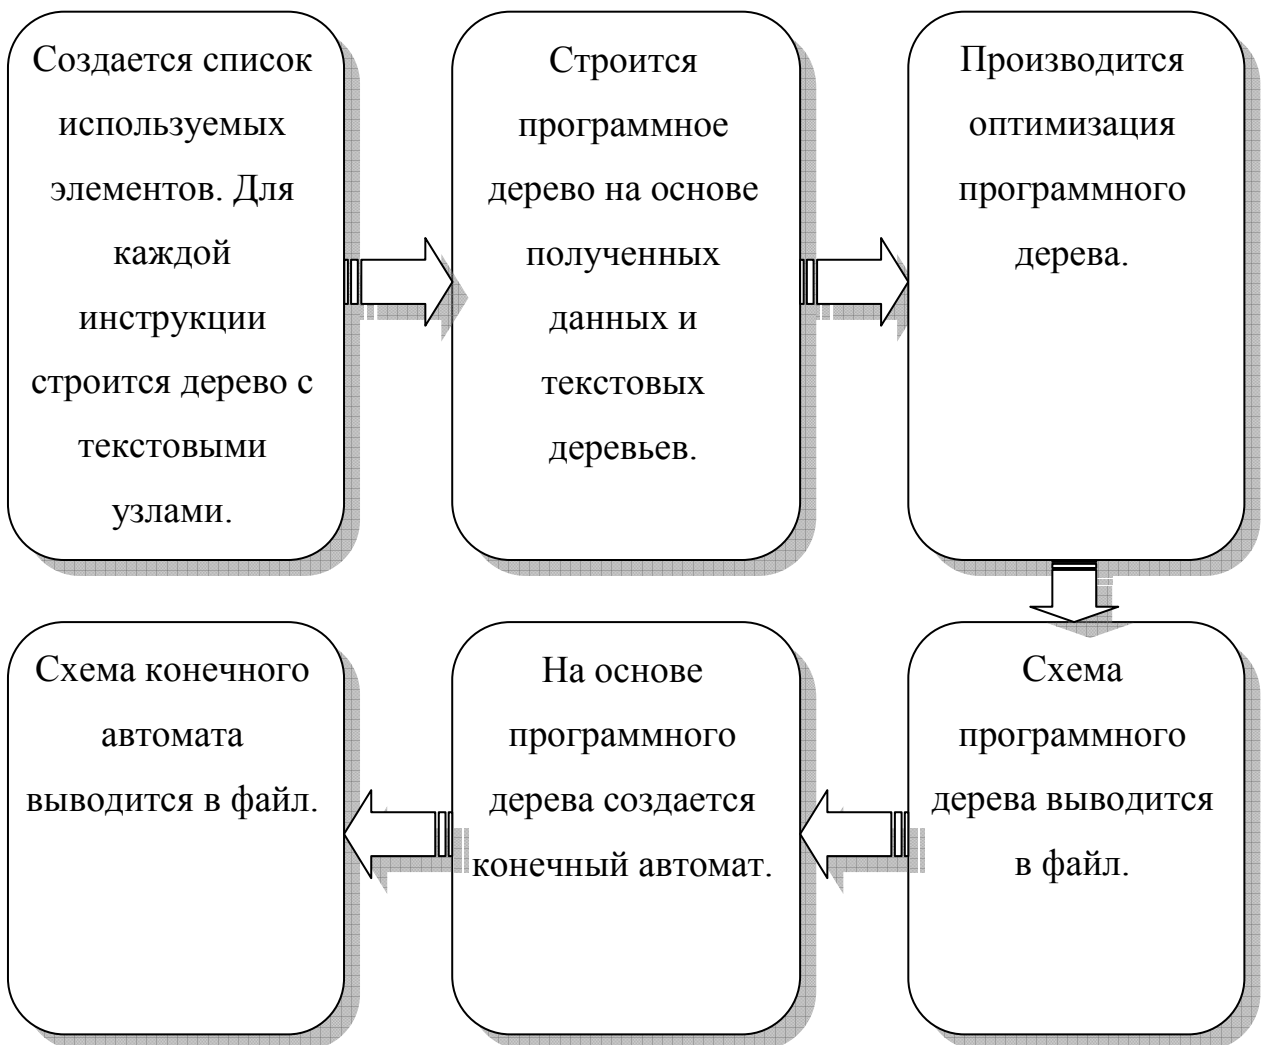 Создается список
используемых
элементов. Для
каждой
инструкции
строится дерево с
текстовыми
узлами.
Строится
программное
дерево на основе
полученных
данных и
текстовых
деревьев.
Производится
оптимизация
программного
дерева.
Схема
программного
дерева выводится
в файл.
На основе
программного
дерева создается
конечный автомат.
Схема конечного
автомата
выводится в файл.